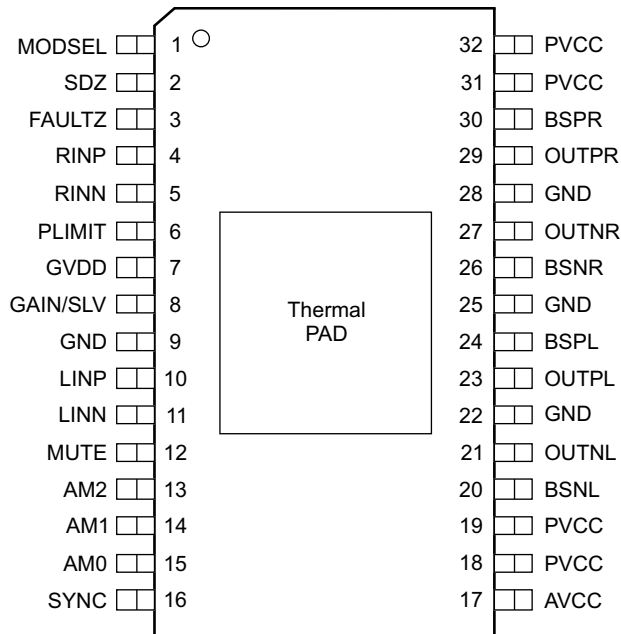 MODSEL 1 32 PVCC
SDZ 2 31 PVCC
FAULTZ 3 30 BSPR
RINP 4 29 OUTPR
RINN 5 28 GND
PLIMIT 6 27 OUTNR
GVDD 7 26 BSNR
GAIN/SLV 8 25 GND
GND 9 24 BSPL
LINP 10 23 OUTPL
LINN 11 22 GND
MUTE 12 21 OUTNL
AM2 13 20 BSNL
AM1 14 19 PVCC
AM0 15 18 PVCC
SYNC 16 17 AVCC
Thermal
PAD